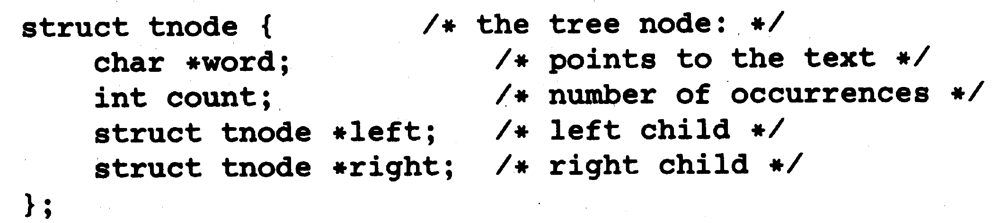 struct tnode {        /* the tree node: */
    char *word;           /* points to the text */
    int count;            /* number of occurrences */
    struct tnode *left;   /* left child */
    struct tnode *right;  /* right child */
};